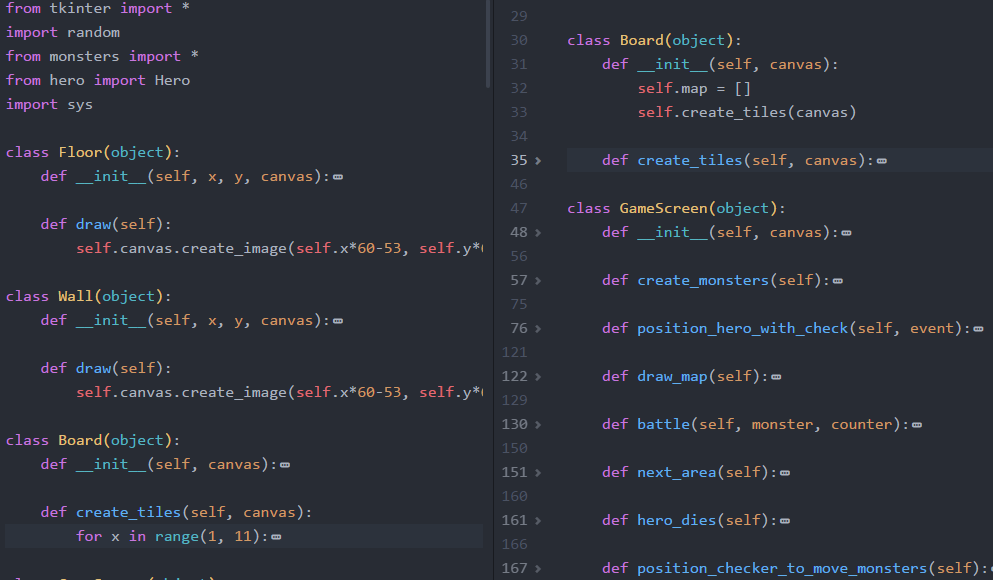 from tkinter import *
import random
from monsters import *
from hero import Hero
import sys
class Floor(object):
def __init__(self, x, y, canvas):
def draw(self):
self.canvas.create_image(self.x*60-53, self.y*
class Wall(object):
def __init__(self, x, y, canvas):
def draw(self):
self.canvas.create_image(self.x*60-53, self.y*
class Board(object):
def __init__(self, canvas):
def create_tiles(self, canvas):
for x in range(1, 11):
29
30 class Board(object):
31 def __init__(self, canvas):
32 self.map = []
33 self.create_tiles(canvas)
34
35 def create_tiles(self, canvas):
46
47 class GameScreen(object):
48 def __init__(self, canvas):
56
57 def create_monsters(self):
75
76 def position_hero_with_check(self, event):
121
122 def draw_map(self):
129
130 def battle(self, monster, counter):
150
151 def next_area(self):
160
161 def hero_dies(self):
166
167 def position_checker_to_move_monsters(self):